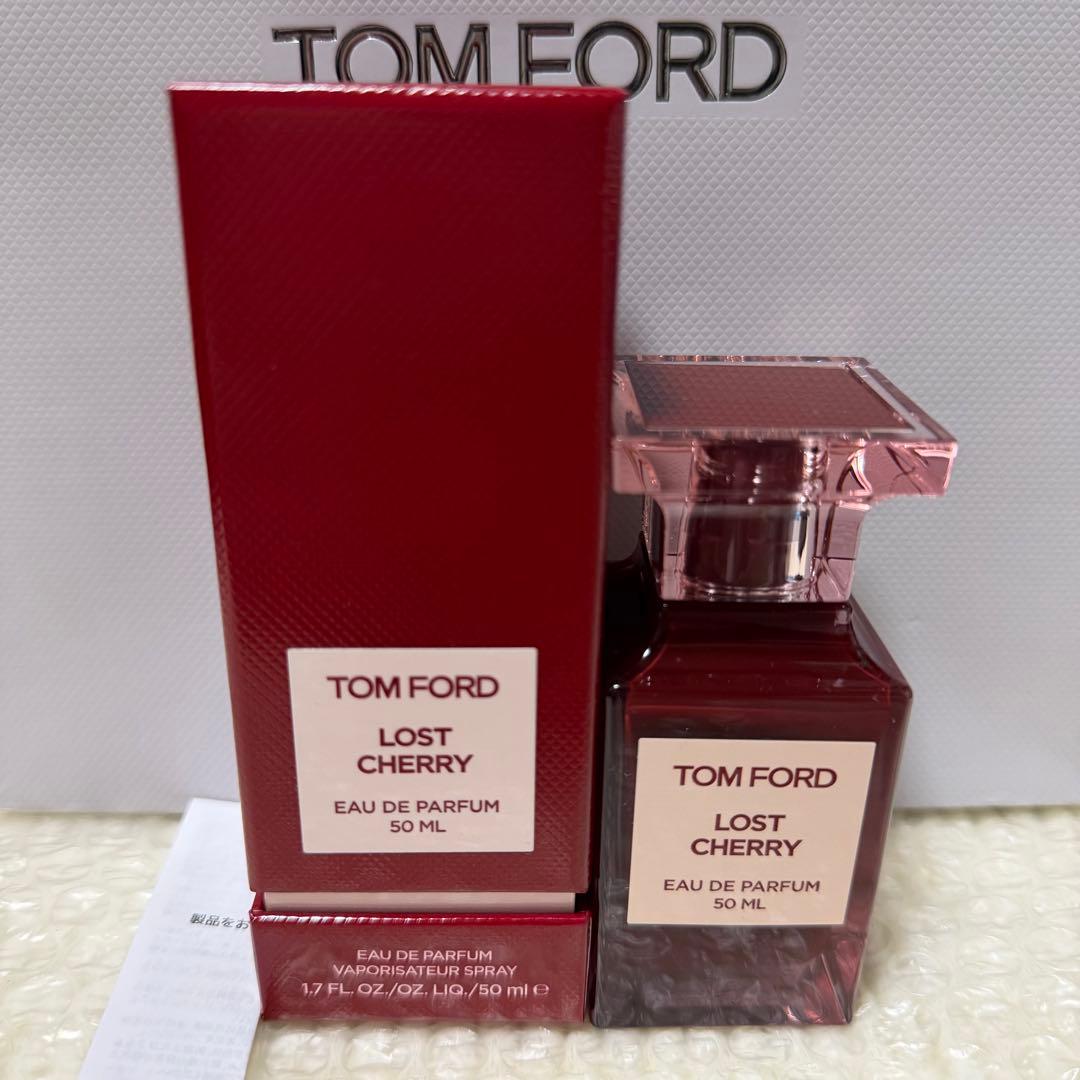 TOM FORD
TOM FORD
LOST
CHERRY
EAU DE PARFUM
50 ML
EAU DE PARFUM
VAPORISATEUR SPRAY
1.7 FL. OZ./OZ. LIQ./50 ml ℮
TOM FORD
LOST
CHERRY
EAU DE PARFUM
50 ML
製品をお